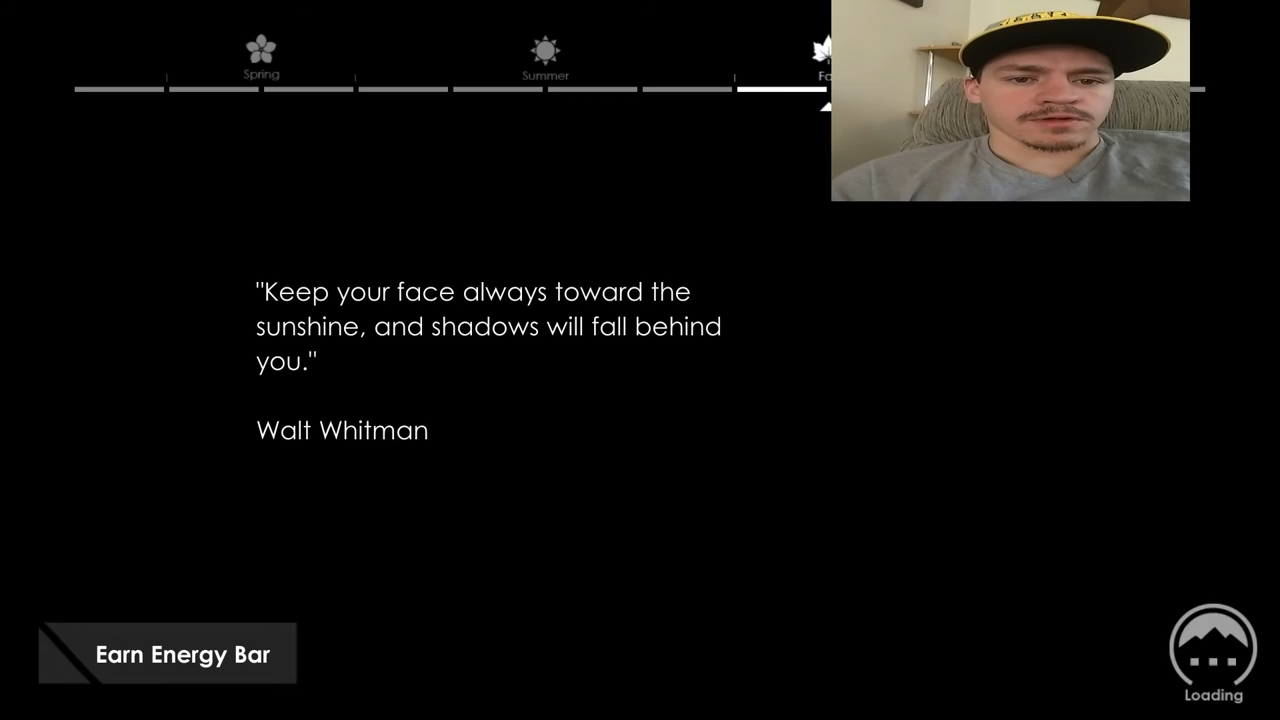 Spring
Summer
"Keep your face always toward the
sunshine, and shadows will fall behind
you."
Walt Whitman
Earn Energy Bar
Loading